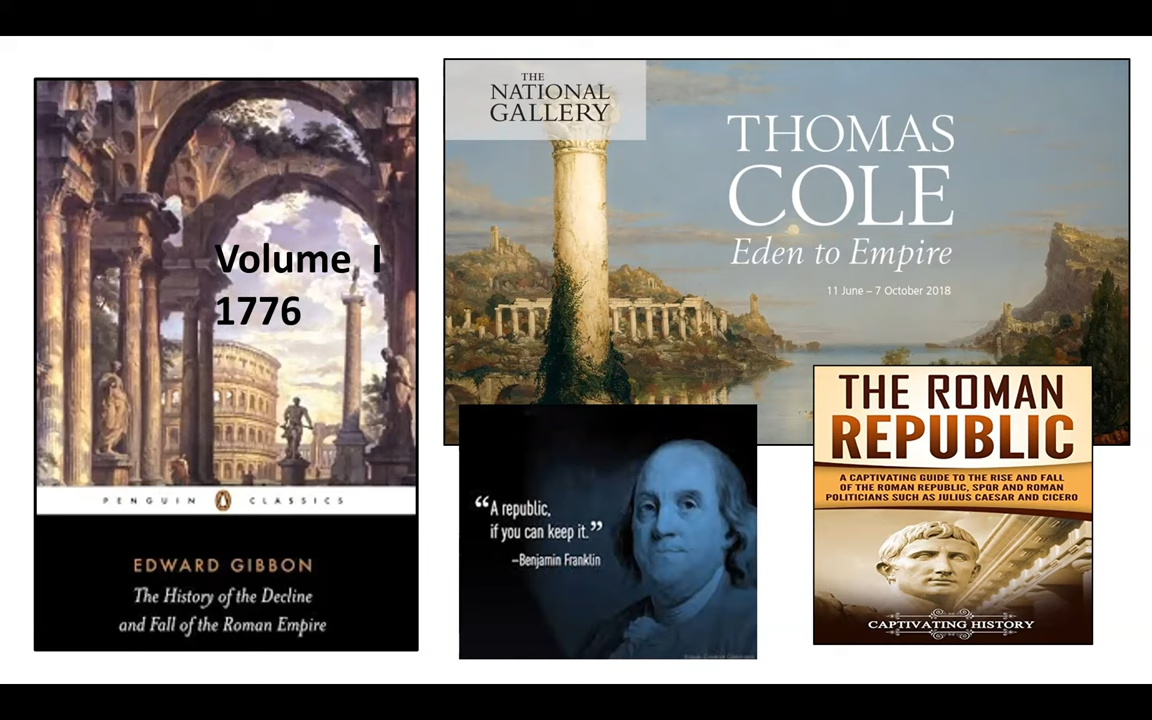 Volume I
1776
PENGUIN CLASSICS
EDWARD GIBBON
The History of the Decline
and Fall of the Roman Empire
THE
NATIONAL
GALLERY
THOMAS
COLE
Eden to Empire
11 June – 7 October 2018
“A republic,
if you can keep it.”
–Benjamin Franklin
THE ROMAN
REPUBLIC
A CAPTIVATING GUIDE TO THE RISE AND FALL
OF THE ROMAN REPUBLIC, SPQR AND ROMAN
POLITICIANS SUCH AS JULIUS CAESAR AND CICERO
CAPTIVATING HISTORY